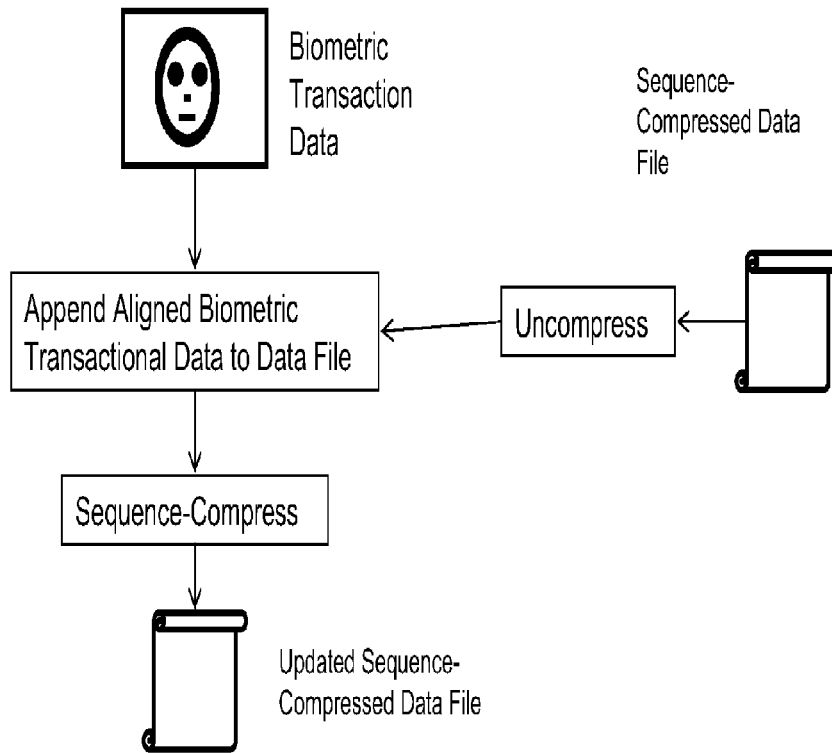 Biometric
Transaction
Data
Sequence-
Compressed Data
File
Append Aligned Biometric
Transactional Data to Data File
Uncompress
Sequence-Compress
Updated Sequence-
Compressed Data File